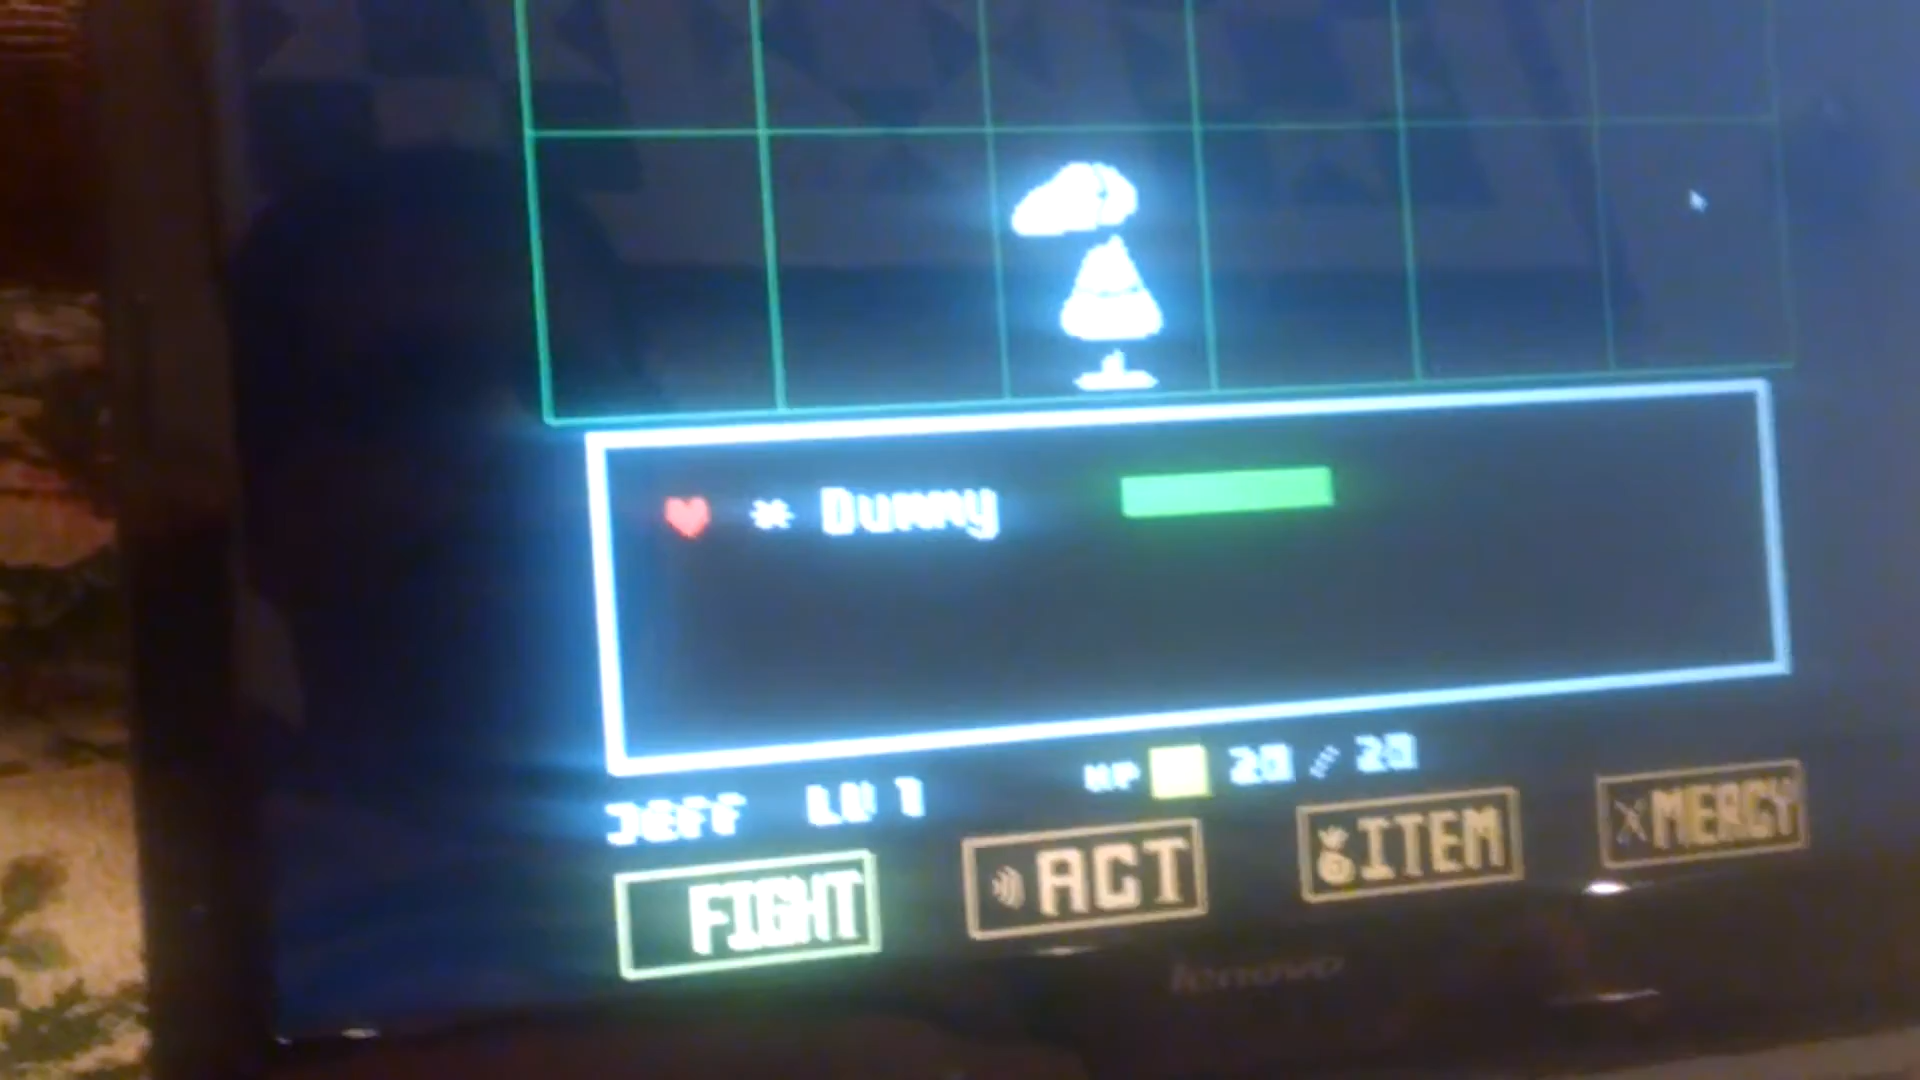 * Dummy
JEFF LV 1 HP 20 / 20
FIGHT ACT ITEM MERCY
lenovo